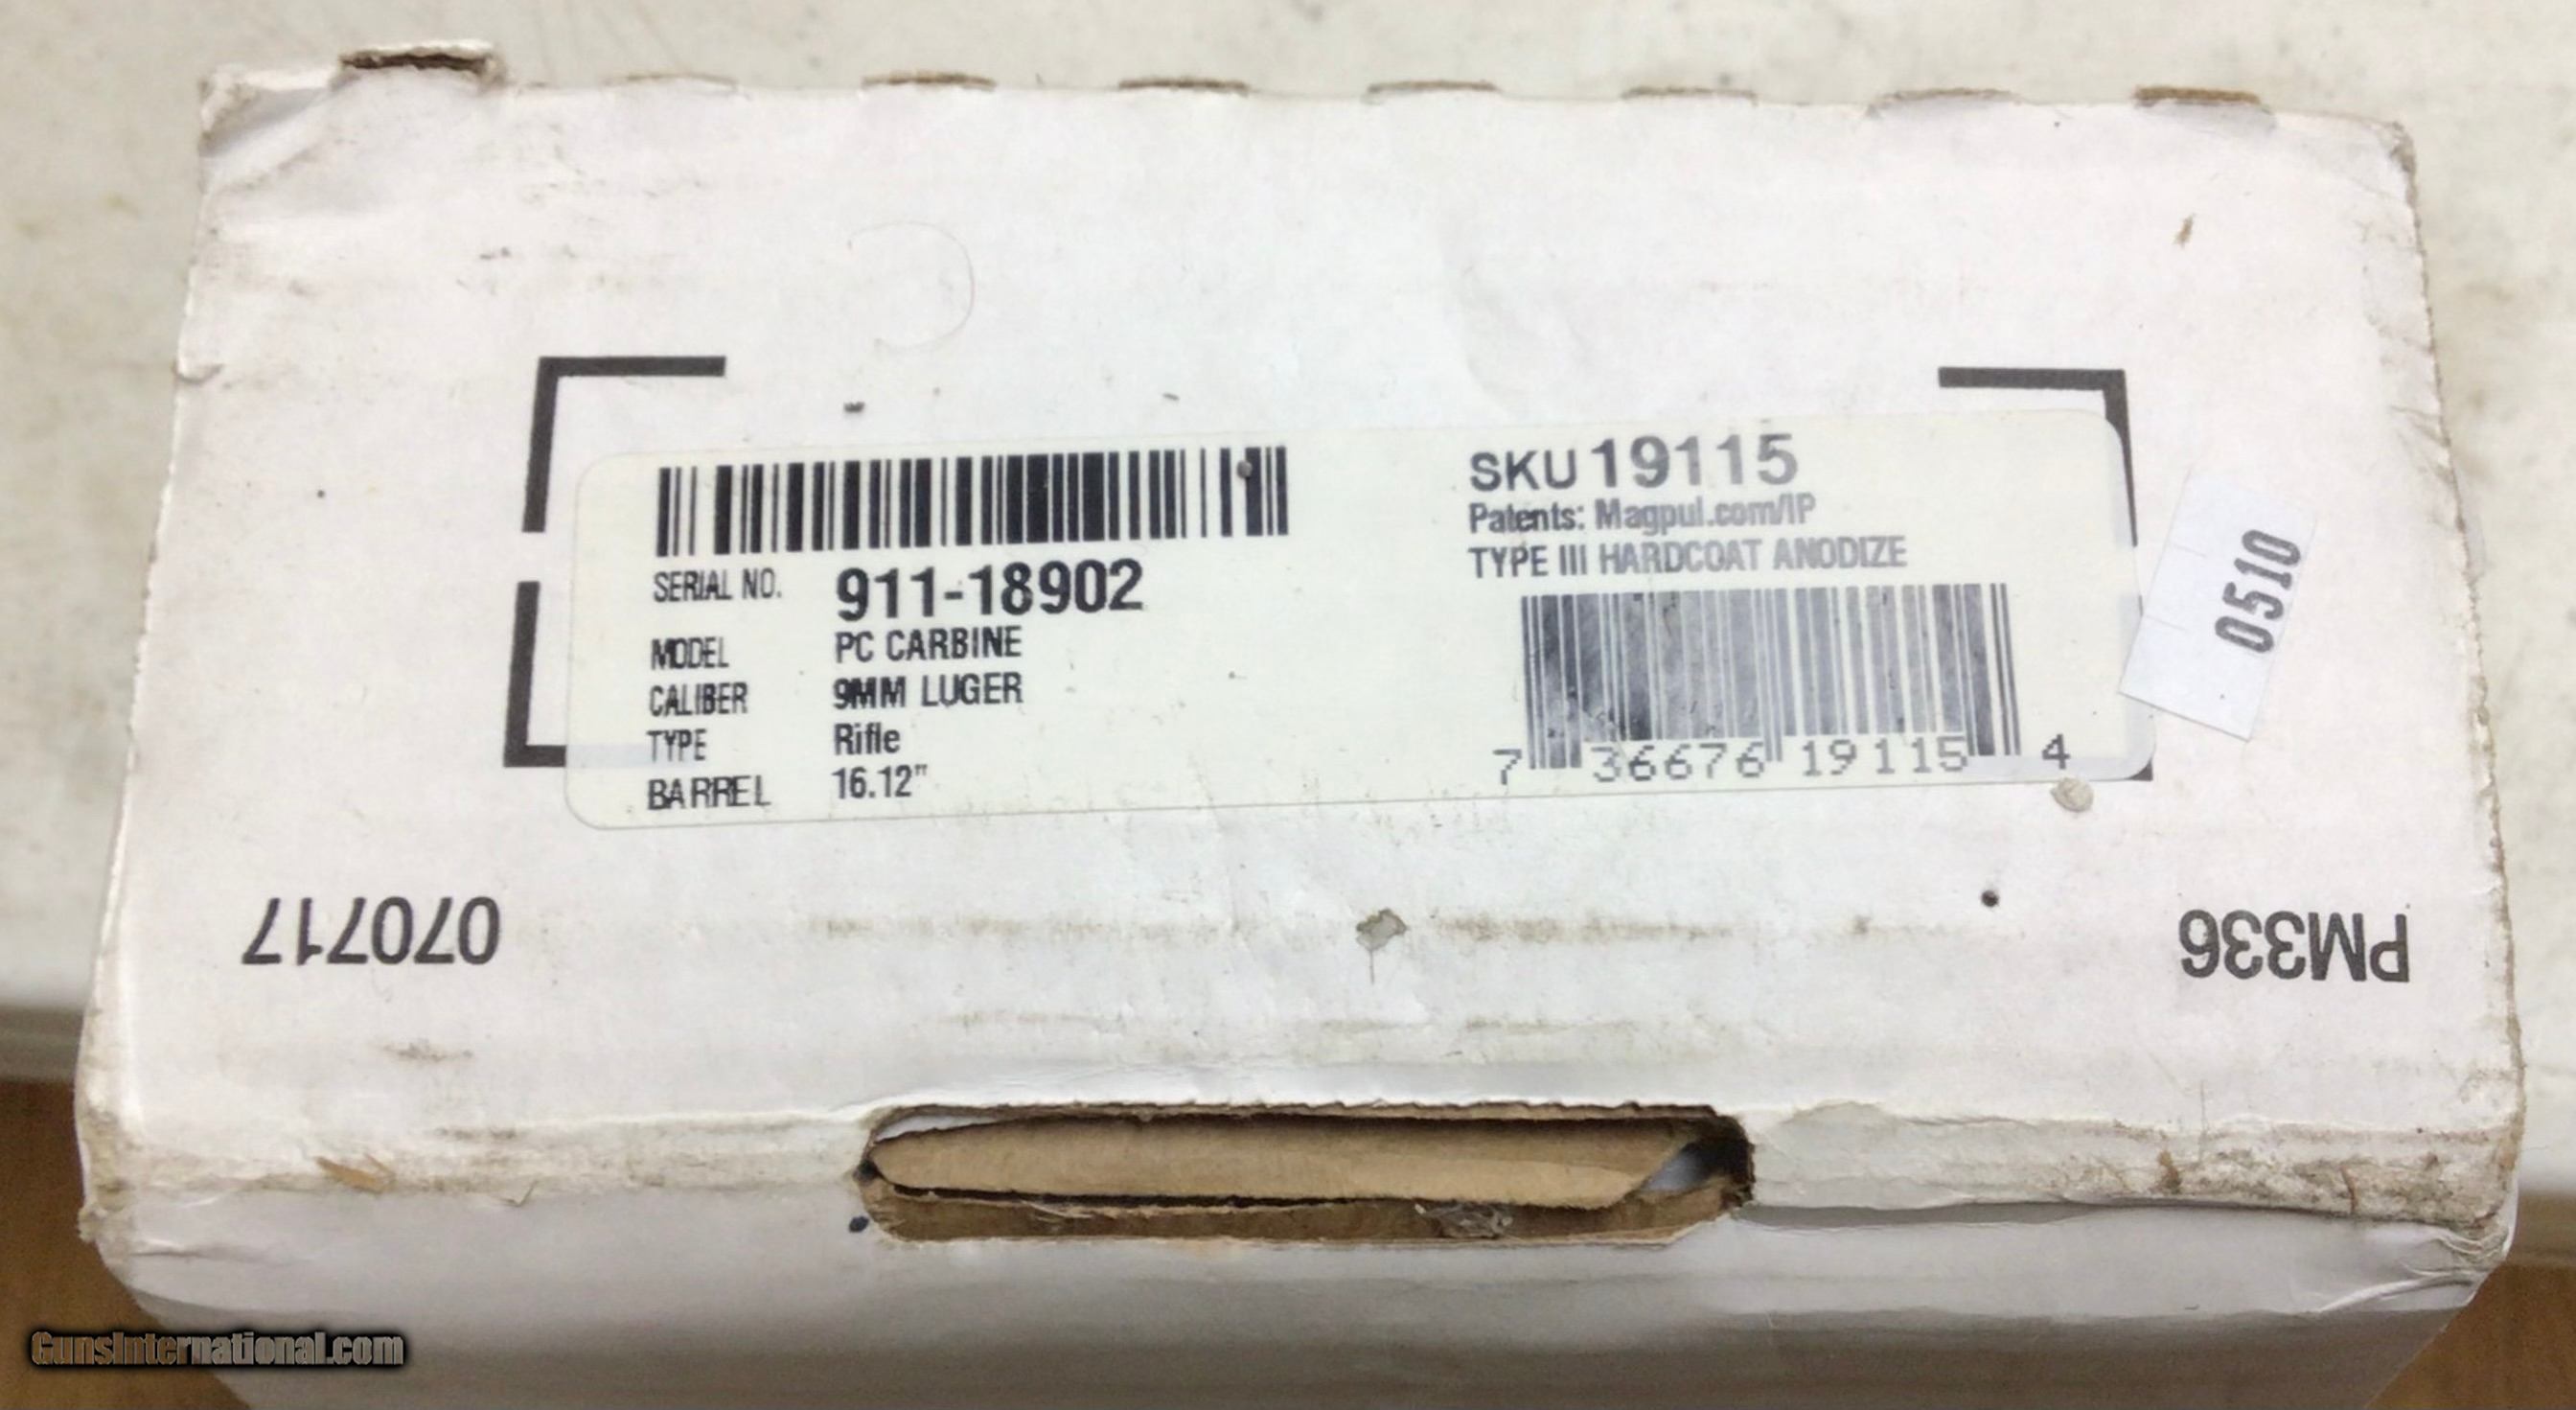 SERIAL NO. 911-18902
MODEL PC CARBINE
CALIBER 9MM LUGER
TYPE Rifle
BARREL 16.12"
SKU 19115
Patents: Magpul.com/IP
TYPE III HARDCOAT ANODIZE
7 36676 19115 4
0510
070717
PM336
GunsInternational.com